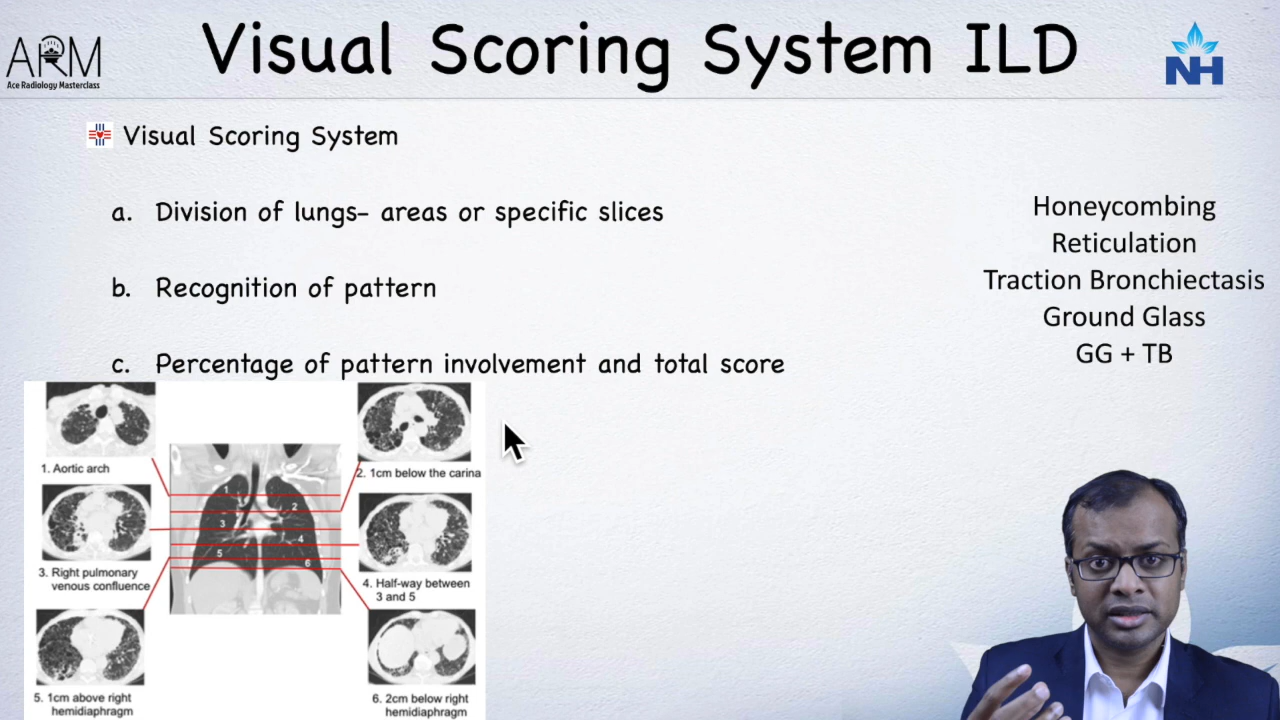 ARM
Ace Radiology Masterclass
Visual Scoring System ILD
NH
Visual Scoring System
a. Division of lungs- areas or specific slices
b. Recognition of pattern
c. Percentage of pattern involvement and total score
Honeycombing
Reticulation
Traction Bronchiectasis
Ground Glass
GG + TB
1. Aortic arch
2. 1cm below the carina
3. Right pulmonary
venous confluence
4. Half-way between
3 and 5
5. 1cm above right
hemidiaphragm
6. 2cm below right
hemidiaphragm
1
2
3
4
5
6